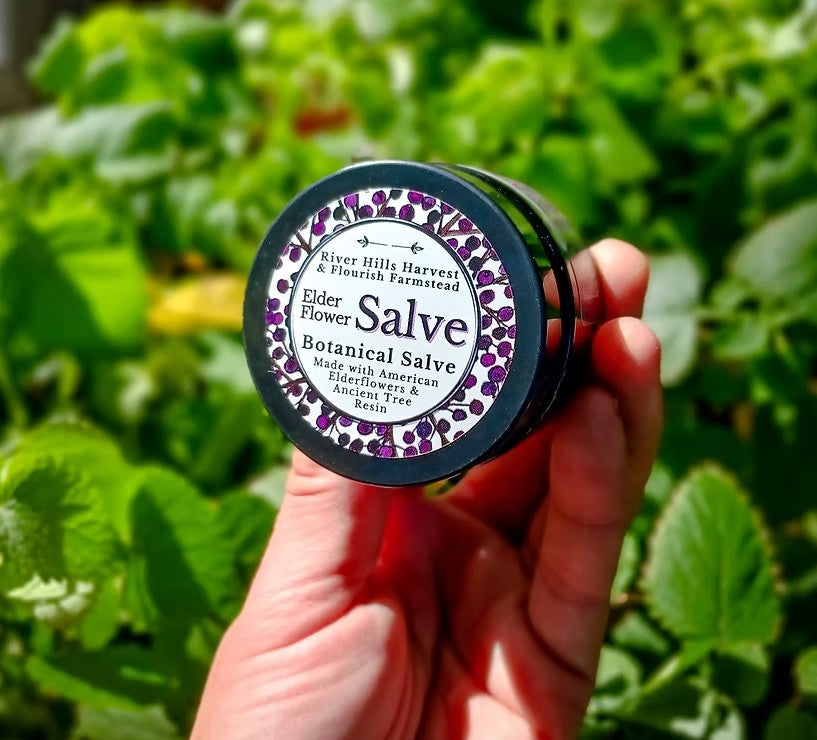 River Hills Harvest
& Flourish Farmstead
Elder
Flower Salve
Botanical Salve
Made with American
Elderflowers &
Ancient Tree
Resin